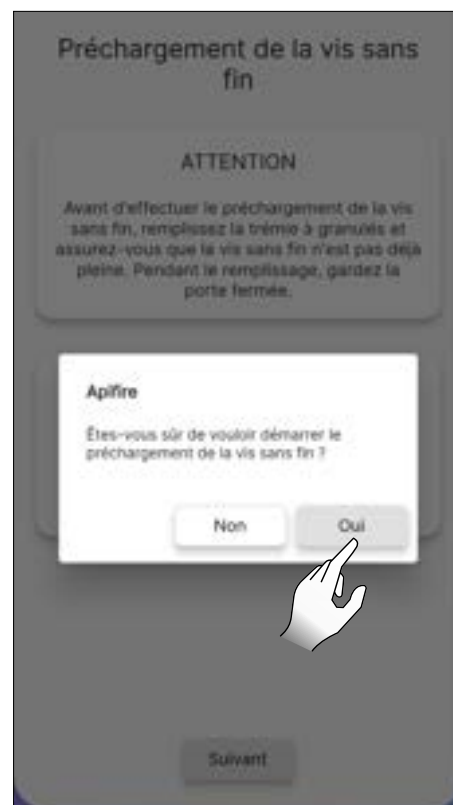 Préchargement de la vis sans
fin
ATTENTION
Avant d'effectuer le préchargement de la vis
sans fin, remplissez la trémie à granulés et
assurez-vous que la vis sans fin n'est pas déjà
pleine. Pendant le remplissage, gardez la
porte fermée.
Apifire
Êtes-vous sûr de vouloir démarrer le
préchargement de la vis sans fin ?
Non
Oui
Suivant